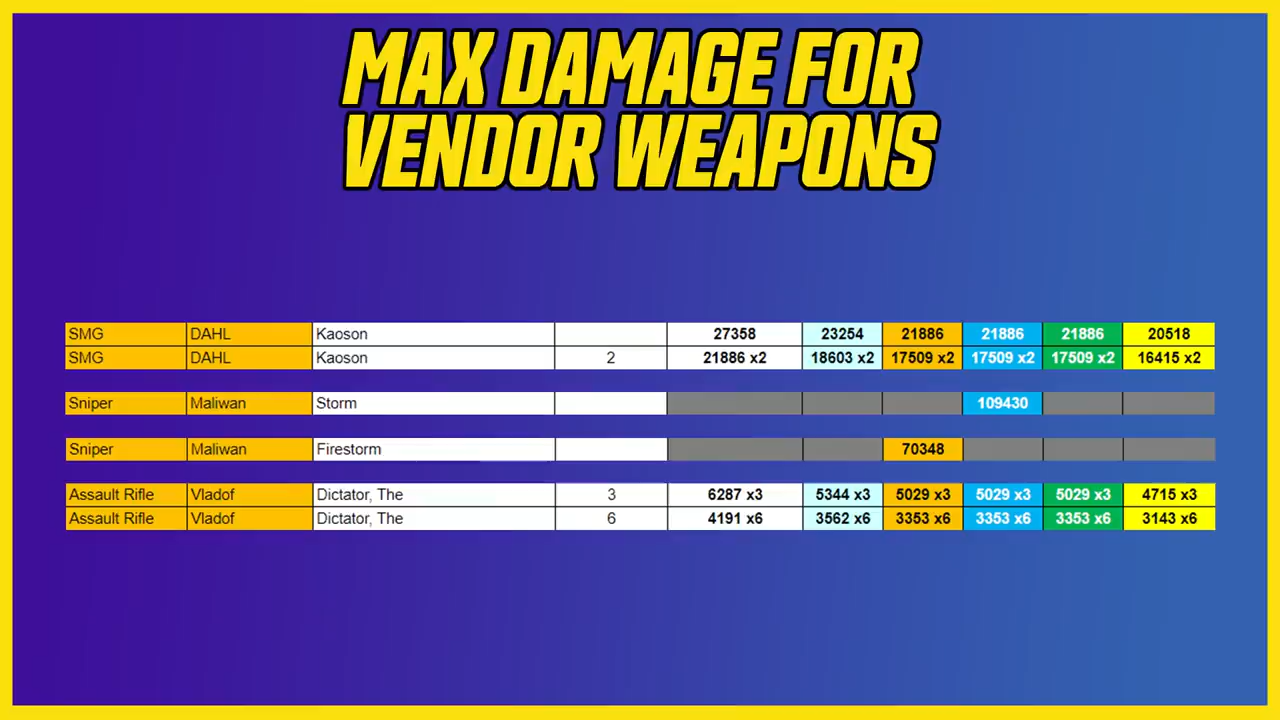 MAX DAMAGE FOR
VENDOR WEAPONS
SMG DAHL Kaoson 27358 23254 21886 21886 21886 20518
SMG DAHL Kaoson 2 21886 x2 18603 x2 17509 x2 17509 x2 17509 x2 16415 x2
Sniper Maliwan Storm 109430
Sniper Maliwan Firestorm 70348
Assault Rifle Vladof Dictator, The 3 6287 x3 5344 x3 5029 x3 5029 x3 5029 x3 4715 x3
Assault Rifle Vladof Dictator, The 6 4191 x6 3562 x6 3353 x6 3353 x6 3353 x6 3143 x6